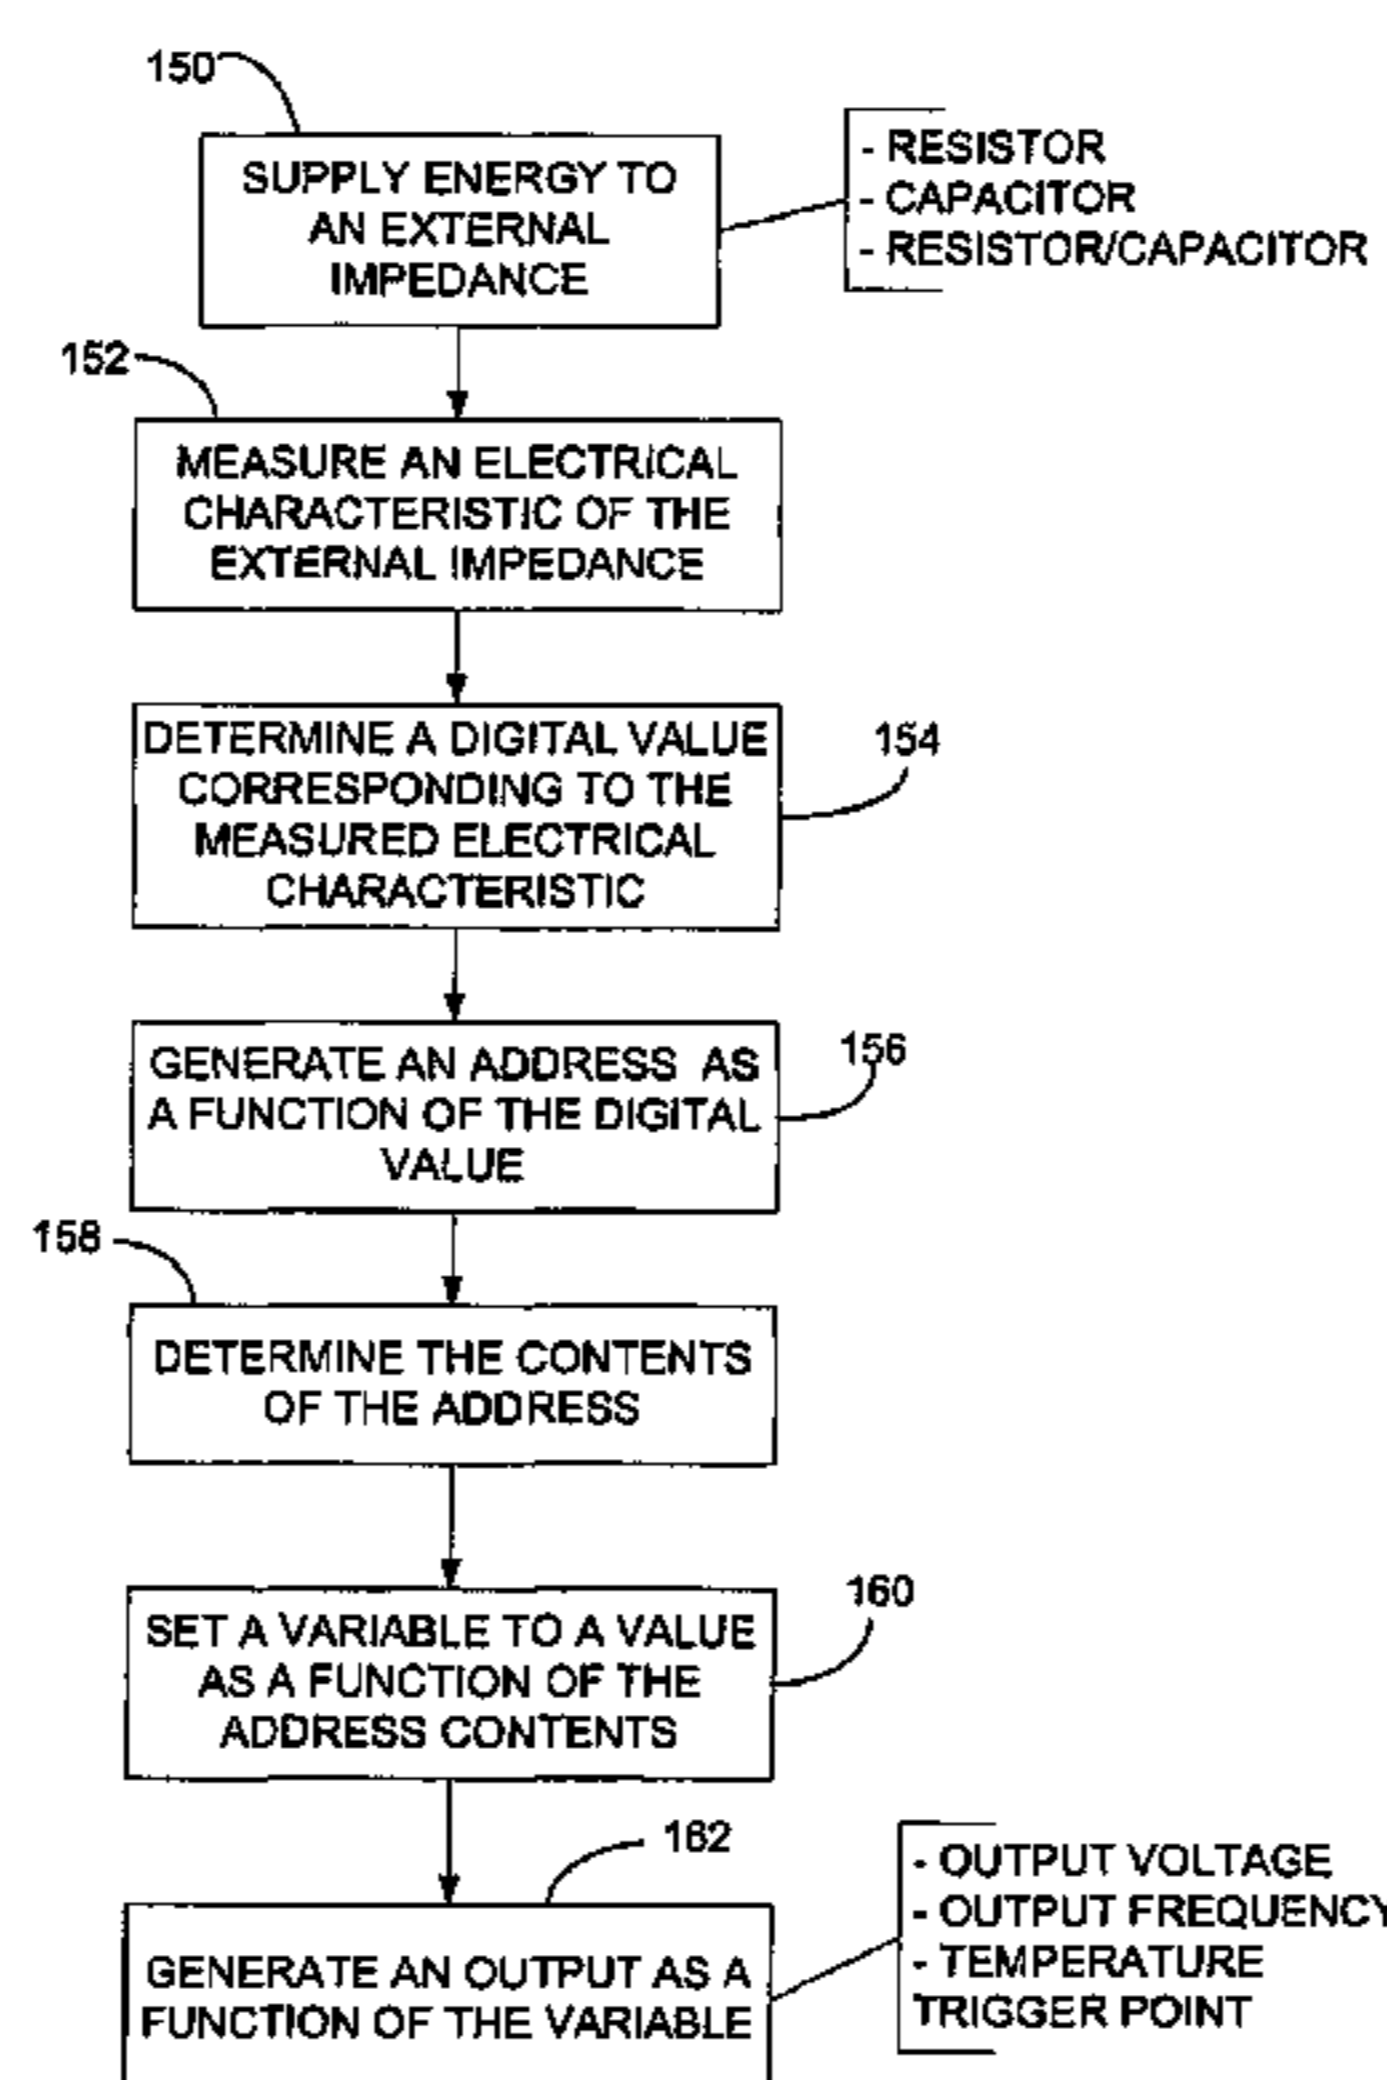 150
SUPPLY ENERGY TO
AN EXTERNAL
IMPEDANCE
- RESISTOR
- CAPACITOR
- RESISTOR/CAPACITOR
152
MEASURE AN ELECTRICAL
CHARACTERISTIC OF THE
EXTERNAL IMPEDANCE
DETERMINE A DIGITAL VALUE
CORRESPONDING TO THE
MEASURED ELECTRICAL
CHARACTERISTIC
154
GENERATE AN ADDRESS AS
A FUNCTION OF THE DIGITAL
VALUE
156
158
DETERMINE THE CONTENTS
OF THE ADDRESS
SET A VARIABLE TO A VALUE
AS A FUNCTION OF THE
ADDRESS CONTENTS
160
162
GENERATE AN OUTPUT AS A
FUNCTION OF THE VARIABLE
- OUTPUT VOLTAGE
- OUTPUT FREQUENCY
- TEMPERATURE
TRIGGER POINT